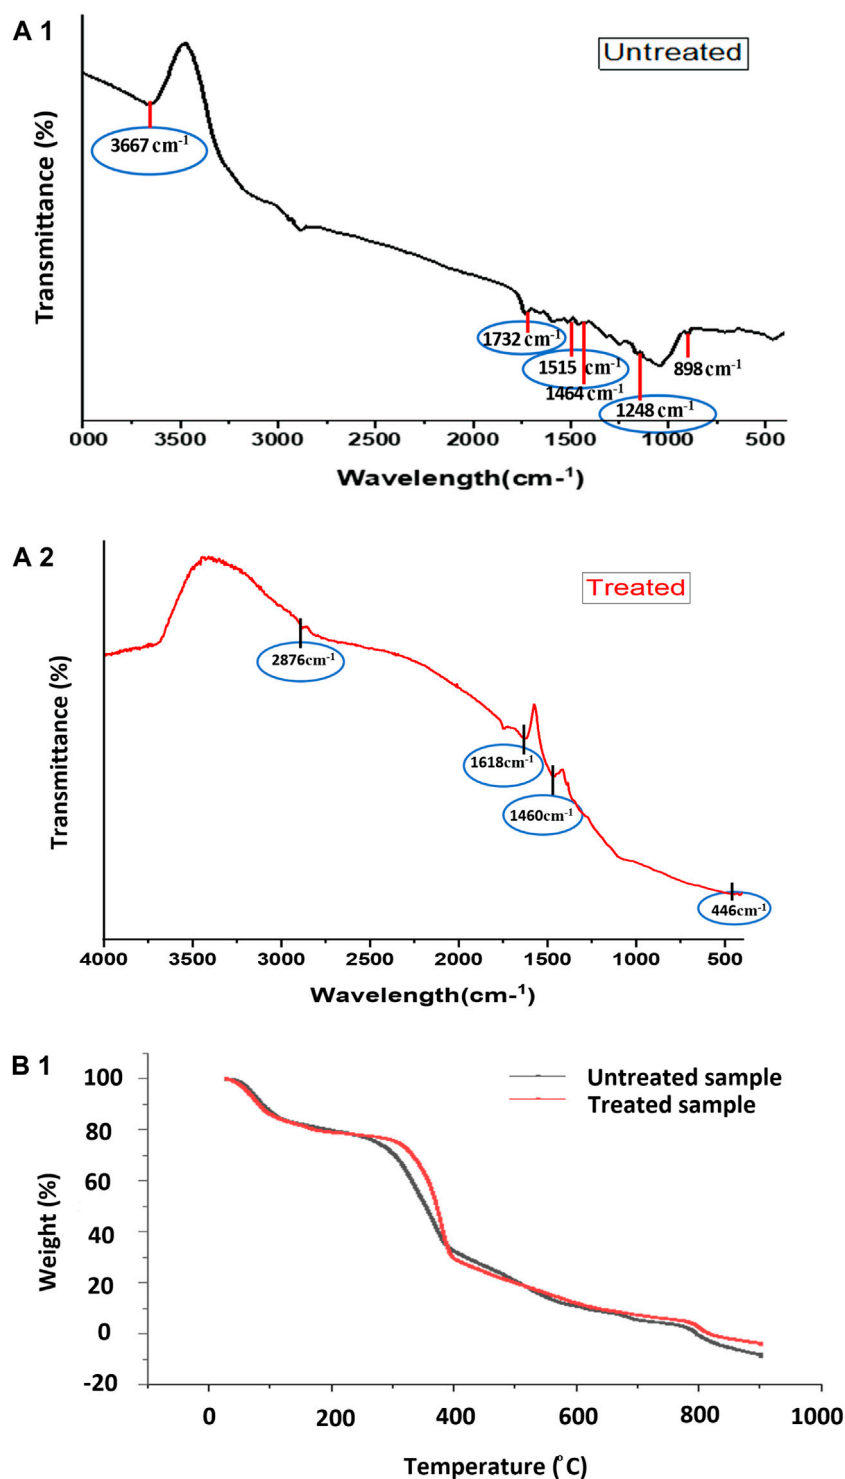 A 1
Untreated
Transmittance (%)
3667 cm-1
1732 cm-1
1515 cm-1
1464 cm-1
1248 cm-1
898 cm-1
000 3500 3000 2500 2000 1500 1000 500
Wavelength(cm-1)
A 2
Treated
Transmittance (%)
2876cm-1
1618cm-1
1460cm-1
446cm-1
4000 3500 3000 2500 2000 1500 1000 500
Wavelength(cm-1)
B 1
Untreated sample
Treated sample
Weight (%)
100
80
60
40
20
0
-20
0 200 400 600 800 1000
Temperature (°C)